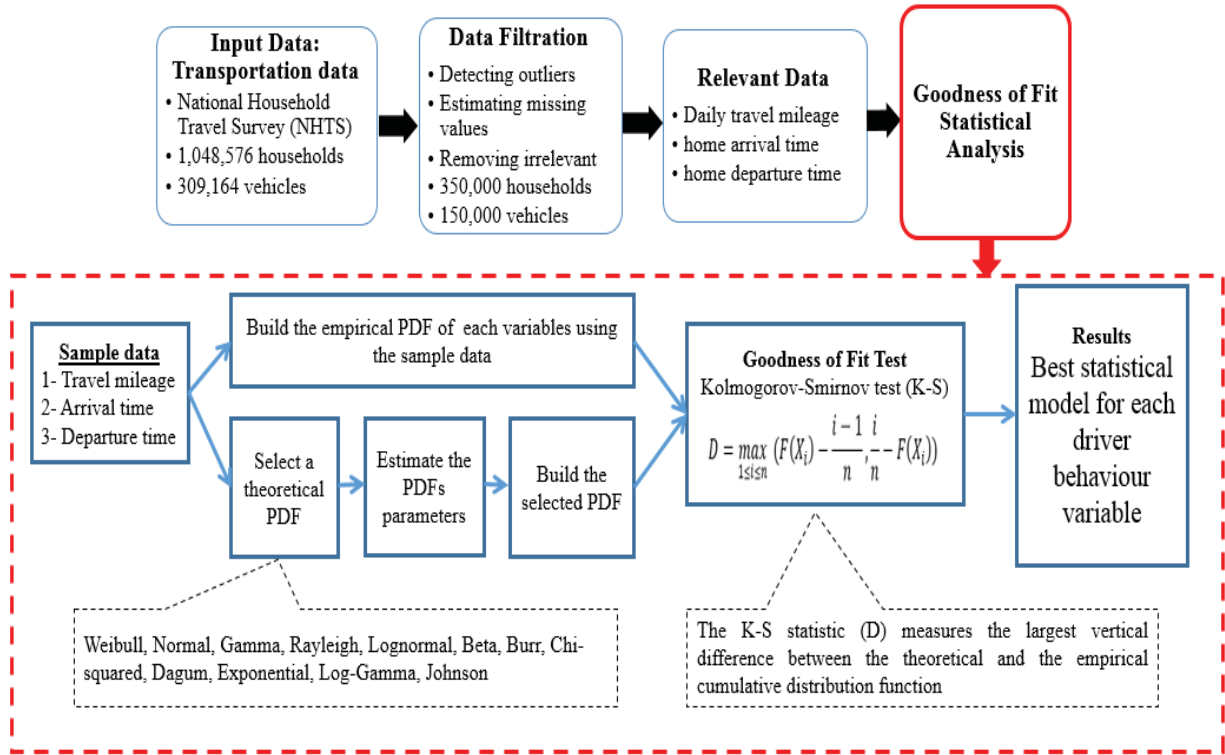 Input Data:
Transportation data
• National Household
Travel Survey (NHTS)
• 1,048,576 households
• 309,164 vehicles
Data Filtration
• Detecting outliers
• Estimating missing
values
• Removing irrelevant
• 350,000 households
• 150,000 vehicles
Relevant Data
• Daily travel mileage
• home arrival time
• home departure time
Goodness of Fit
Statistical
Analysis
Sample data
1- Travel mileage
2- Arrival time
3- Departure time
Build the empirical PDF of each variables using
the sample data
Select a
theoretical
PDF
Estimate the
PDFs
parameters
Build the
selected PDF
Goodness of Fit Test
Kolmogorov-Smirnov test (K-S)
D = max_{1≤i≤n} (F(X_i) − \frac{i−1}{n}, \frac{i}{n} − F(X_i))
Results
Best statistical
model for each
driver
behaviour
variable
Weibull, Normal, Gamma, Rayleigh, Lognormal, Beta, Burr, Chi-
squared, Dagum, Exponential, Log-Gamma, Johnson
The K-S statistic (D) measures the largest vertical
difference between the theoretical and the empirical
cumulative distribution function